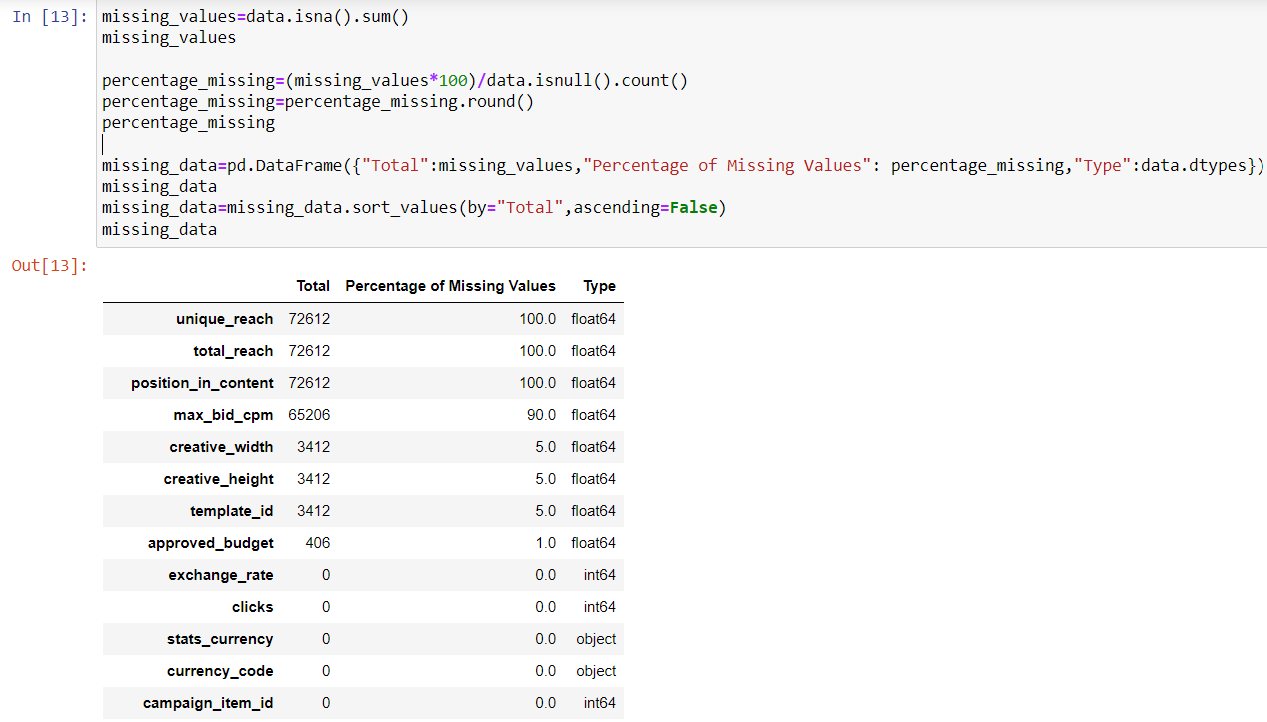 In [13]: missing_values=data.isna().sum()
missing_values
percentage_missing=(missing_values*100)/data.isnull().count()
percentage_missing=percentage_missing.round()
percentage_missing
missing_data=pd.DataFrame({"Total":missing_values,"Percentage of Missing Values": percentage_missing,"Type":data.dtypes})
missing_data
missing_data=missing_data.sort_values(by="Total",ascending=False)
missing_data
Out[13]:
Total Percentage of Missing Values Type
unique_reach 72612 100.0 float64
total_reach 72612 100.0 float64
position_in_content 72612 100.0 float64
max_bid_cpm 65206 90.0 float64
creative_width 3412 5.0 float64
creative_height 3412 5.0 float64
template_id 3412 5.0 float64
approved_budget 406 1.0 float64
exchange_rate 0 0.0 int64
clicks 0 0.0 int64
stats_currency 0 0.0 object
currency_code 0 0.0 object
campaign_item_id 0 0.0 int64